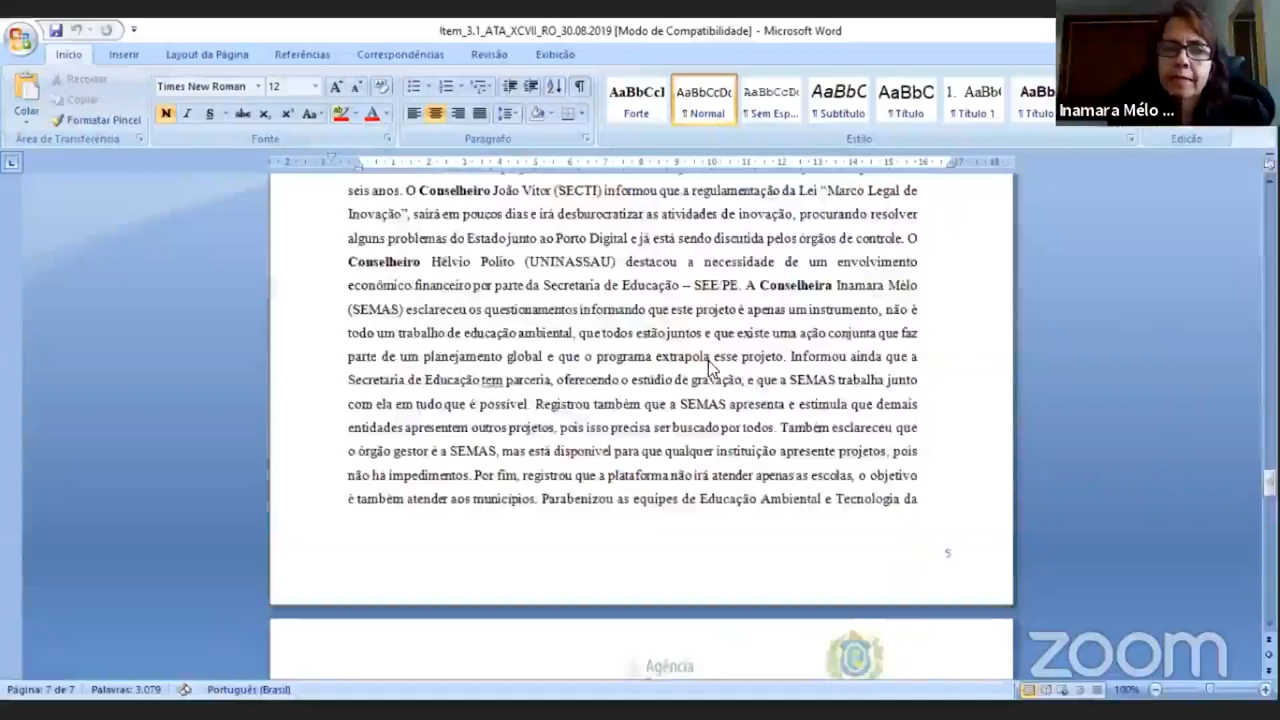 Item_3.1_ATA_XCVII_RO_30.08.2019 [Modo de Compatibilidade] - Microsoft Word
Início Inserir Layout da Página Referências Correspondências Revisão Exibição
Recortar
Copiar
Formatar Pincel
Colar
Área de Transferência
Times New Roman 12
Fonte
Parágrafo
AaBbCcI AaBbCcDc AaBbCcDc AaBbC AaBbC 1. AaBb( AaBb
Forte ¶ Normal ¶ Sem Esp... ¶ Subtítulo ¶ Título ¶ Título 1 ¶ Título
Estilo
Edição
Inamara Mélo ...
seis anos. O Conselheiro João Vitor (SECTI) informou que a regulamentação da Lei “Marco Legal de
Inovação”, sairá em poucos dias e irá desburocratizar as atividades de inovação, procurando resolver
alguns problemas do Estado junto ao Porto Digital e já está sendo discutida pelos órgãos de controle. O
Conselheiro Hélvio Polito (UNINASSAU) destacou a necessidade de um envolvimento
econômico financeiro por parte da Secretaria de Educação – SEE/PE. A Conselheira Inamara Mélo
(SEMAS) esclareceu os questionamentos informando que este projeto é apenas um instrumento, não é
todo um trabalho de educação ambiental, que todos estão juntos e que existe uma ação conjunta que faz
parte de um planejamento global e que o programa extrapola esse projeto. Informou ainda que a
Secretaria de Educação tem parceria, oferecendo o estúdio de gravação, e que a SEMAS trabalha junto
com ela em tudo que é possível. Registrou também que a SEMAS apresenta e estimula que demais
entidades apresentem outros projetos, pois isso precisa ser buscado por todos. Também esclareceu que
o órgão gestor é a SEMAS, mas está disponível para que qualquer instituição apresente projetos, pois
não há impedimentos. Por fim, registrou que a plataforma não irá atender apenas as escolas, o objetivo
é também atender aos municípios. Parabenizou as equipes de Educação Ambiental e Tecnologia da
5
Agência
zoom
Página: 7 de 7 Palavras: 3.079 Português (Brasil) 100%